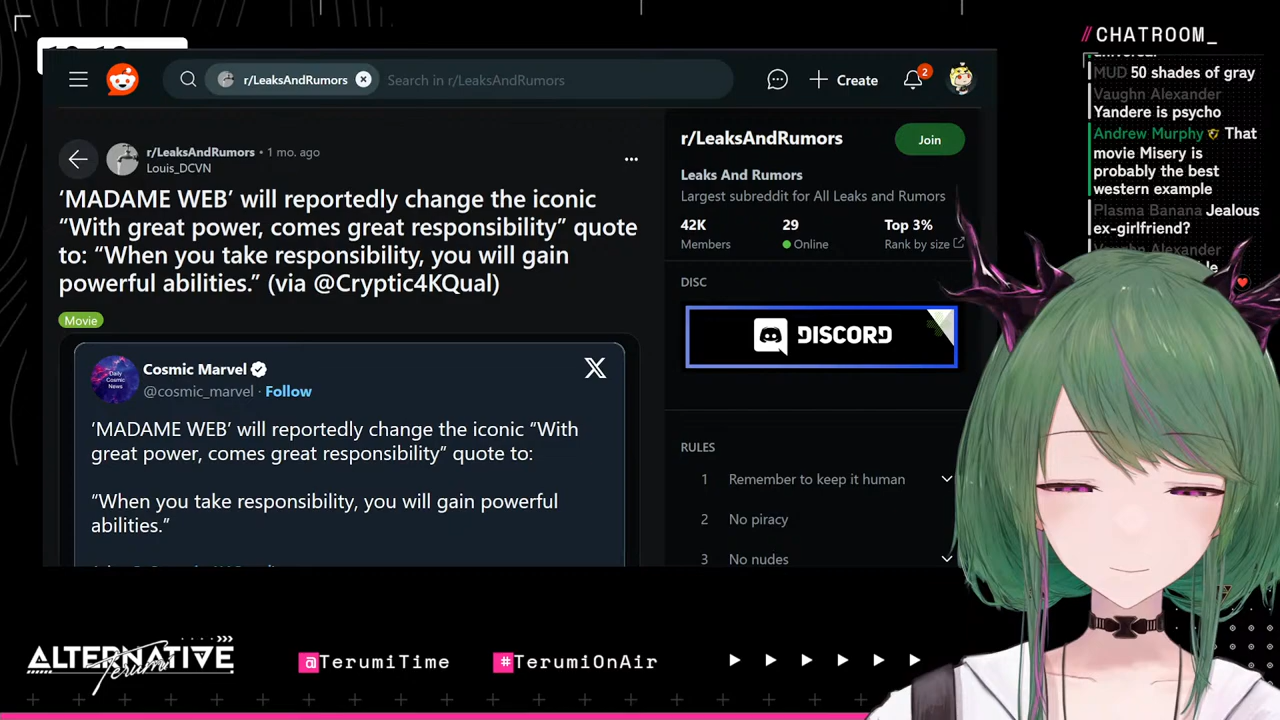 r/LeaksAndRumors
Search in r/LeaksAndRumors
Create
2
r/LeaksAndRumors • 1 mo. ago
Louis_DCVN
‘MADAME WEB’ will reportedly change the iconic
“With great power, comes great responsibility” quote
to: “When you take responsibility, you will gain
powerful abilities.” (via @Cryptic4KQual)
Movie
Daily
Cosmic
News
Cosmic Marvel
@cosmic_marvel · Follow
‘MADAME WEB’ will reportedly change the iconic “With
great power, comes great responsibility” quote to:
“When you take responsibility, you will gain powerful
abilities.”
r/LeaksAndRumors
Join
Leaks And Rumors
Largest subreddit for All Leaks and Rumors
42K 29 Top 3%
Members Online Rank by size
DISC
DISCORD
RULES
1 Remember to keep it human
2 No piracy
3 No nudes
//CHATROOM_
MUD 50 shades of gray
Vaughn Alexander
Yandere is psycho
Andrew Murphy That
movie Misery is
probably the best
western example
Plasma Banana Jealous
ex-girlfriend?
Vaughn Alexander
ALTERNATIVE
Terumi
@TerumiTime
#TerumiOnAir